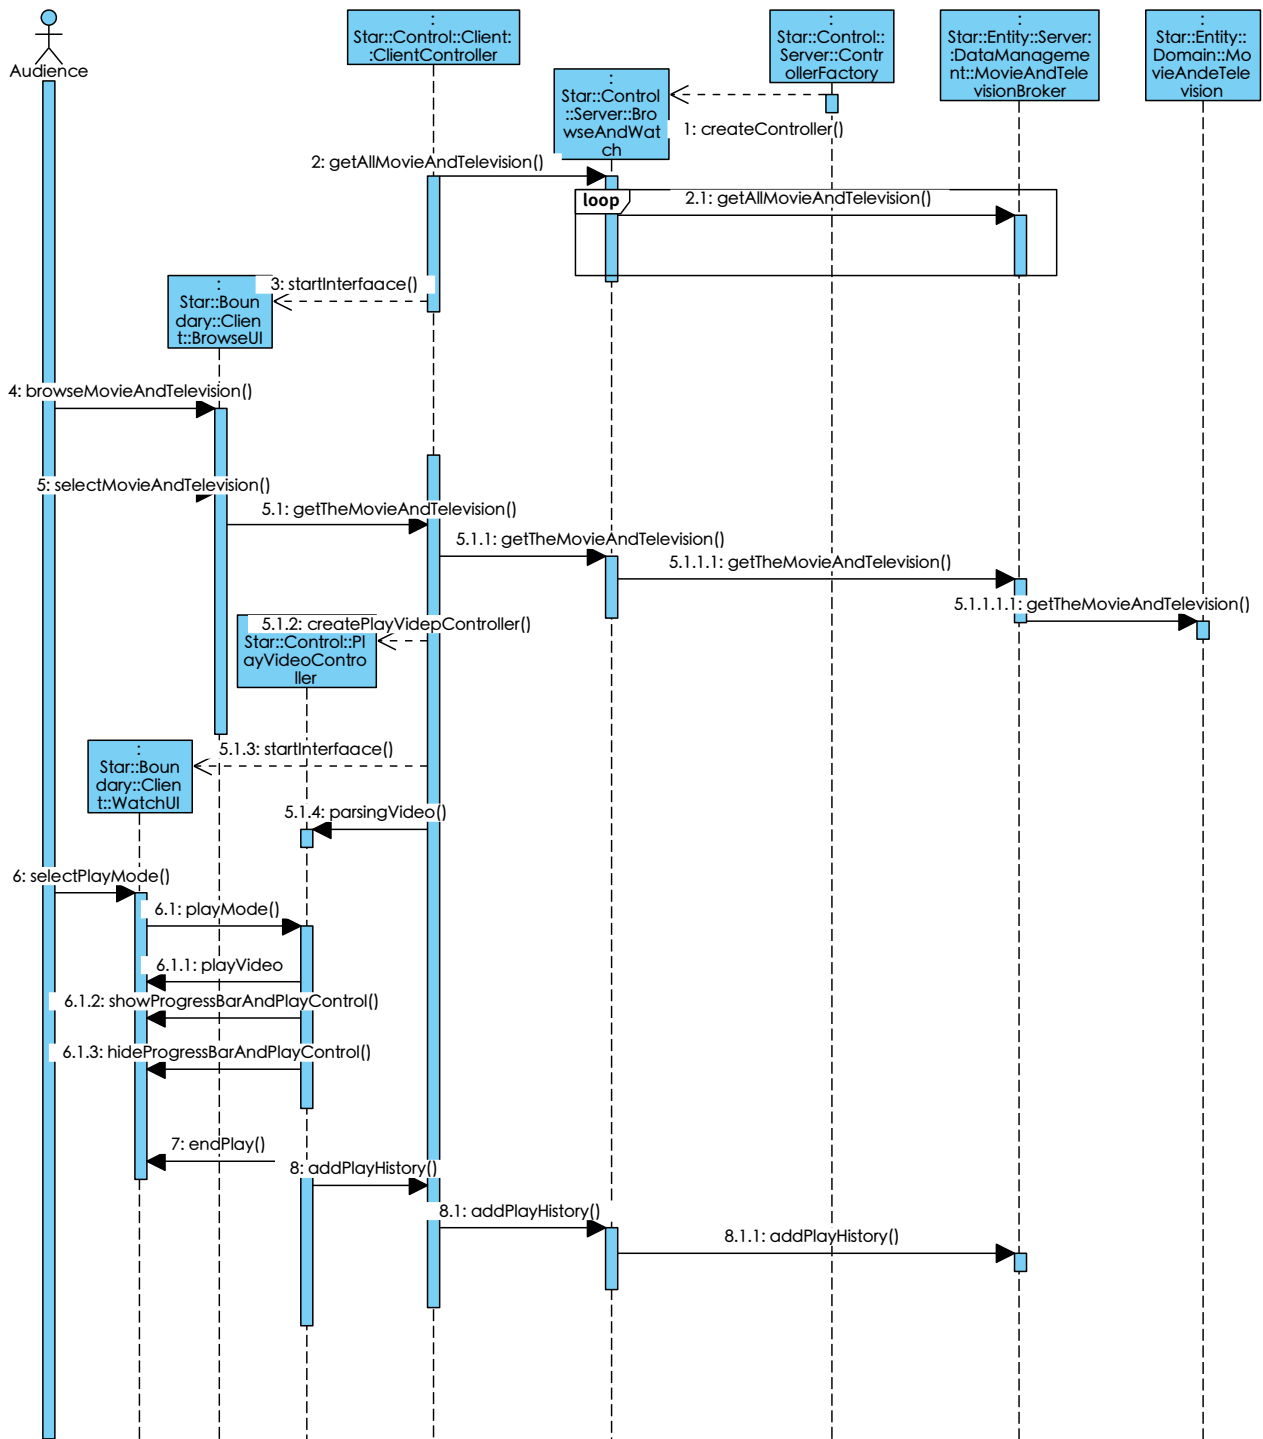 Audience
:
Star::Control::Client:
:ClientController
:
Star::Control
::Server::Bro
wseAndWat
ch
:
Star::Control::
Server::Contr
ollerFactory
:
Star::Entity::Server:
:DataManageme
nt::MovieAndTele
visionBroker
:
Star::Entity::
Domain::Mo
vieAndeTele
vision
1: createController()
2: getAllMovieAndTelevision()
loop
2.1: getAllMovieAndTelevision()
3: startInterfaace()
:
Star::Boun
dary::Clien
t::BrowseUI
4: browseMovieAndTelevision()
5: selectMovieAndTelevision()
5.1: getTheMovieAndTelevision()
5.1.1: getTheMovieAndTelevision()
5.1.1.1: getTheMovieAndTelevision()
5.1.1.1.1: getTheMovieAndTelevision()
5.1.2: createPlayVidepController()
Star::Control::Pl
ayVideoContro
ller
5.1.3: startInterfaace()
:
Star::Boun
dary::Clien
t::WatchUI
5.1.4: parsingVideo()
6: selectPlayMode()
6.1: playMode()
6.1.1: playVideo
6.1.2: showProgressBarAndPlayControl()
6.1.3: hideProgressBarAndPlayControl()
7: endPlay()
8: addPlayHistory()
8.1: addPlayHistory()
8.1.1: addPlayHistory()